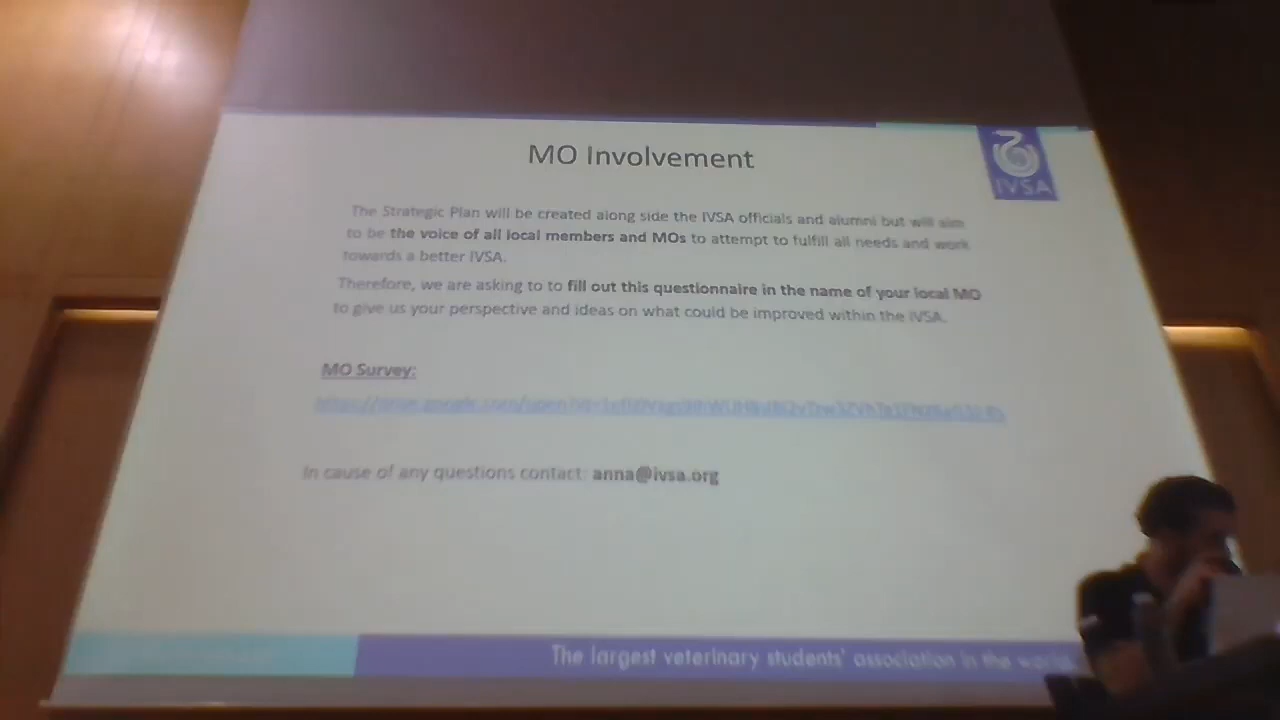 MO Involvement
IVSA
The Strategic Plan will be created along side the IVSA officials and alumni but will aim
to be the voice of all local members and MOs to attempt to fulfill all needs and work
towards a better IVSA.
Therefore, we are asking to to fill out this questionnaire in the name of your local MO
to give us your perspective and ideas on what could be improved within the IVSA.
MO Survey:
In cause of any questions contact: anna@ivsa.org
The largest veterinary students' association in the world